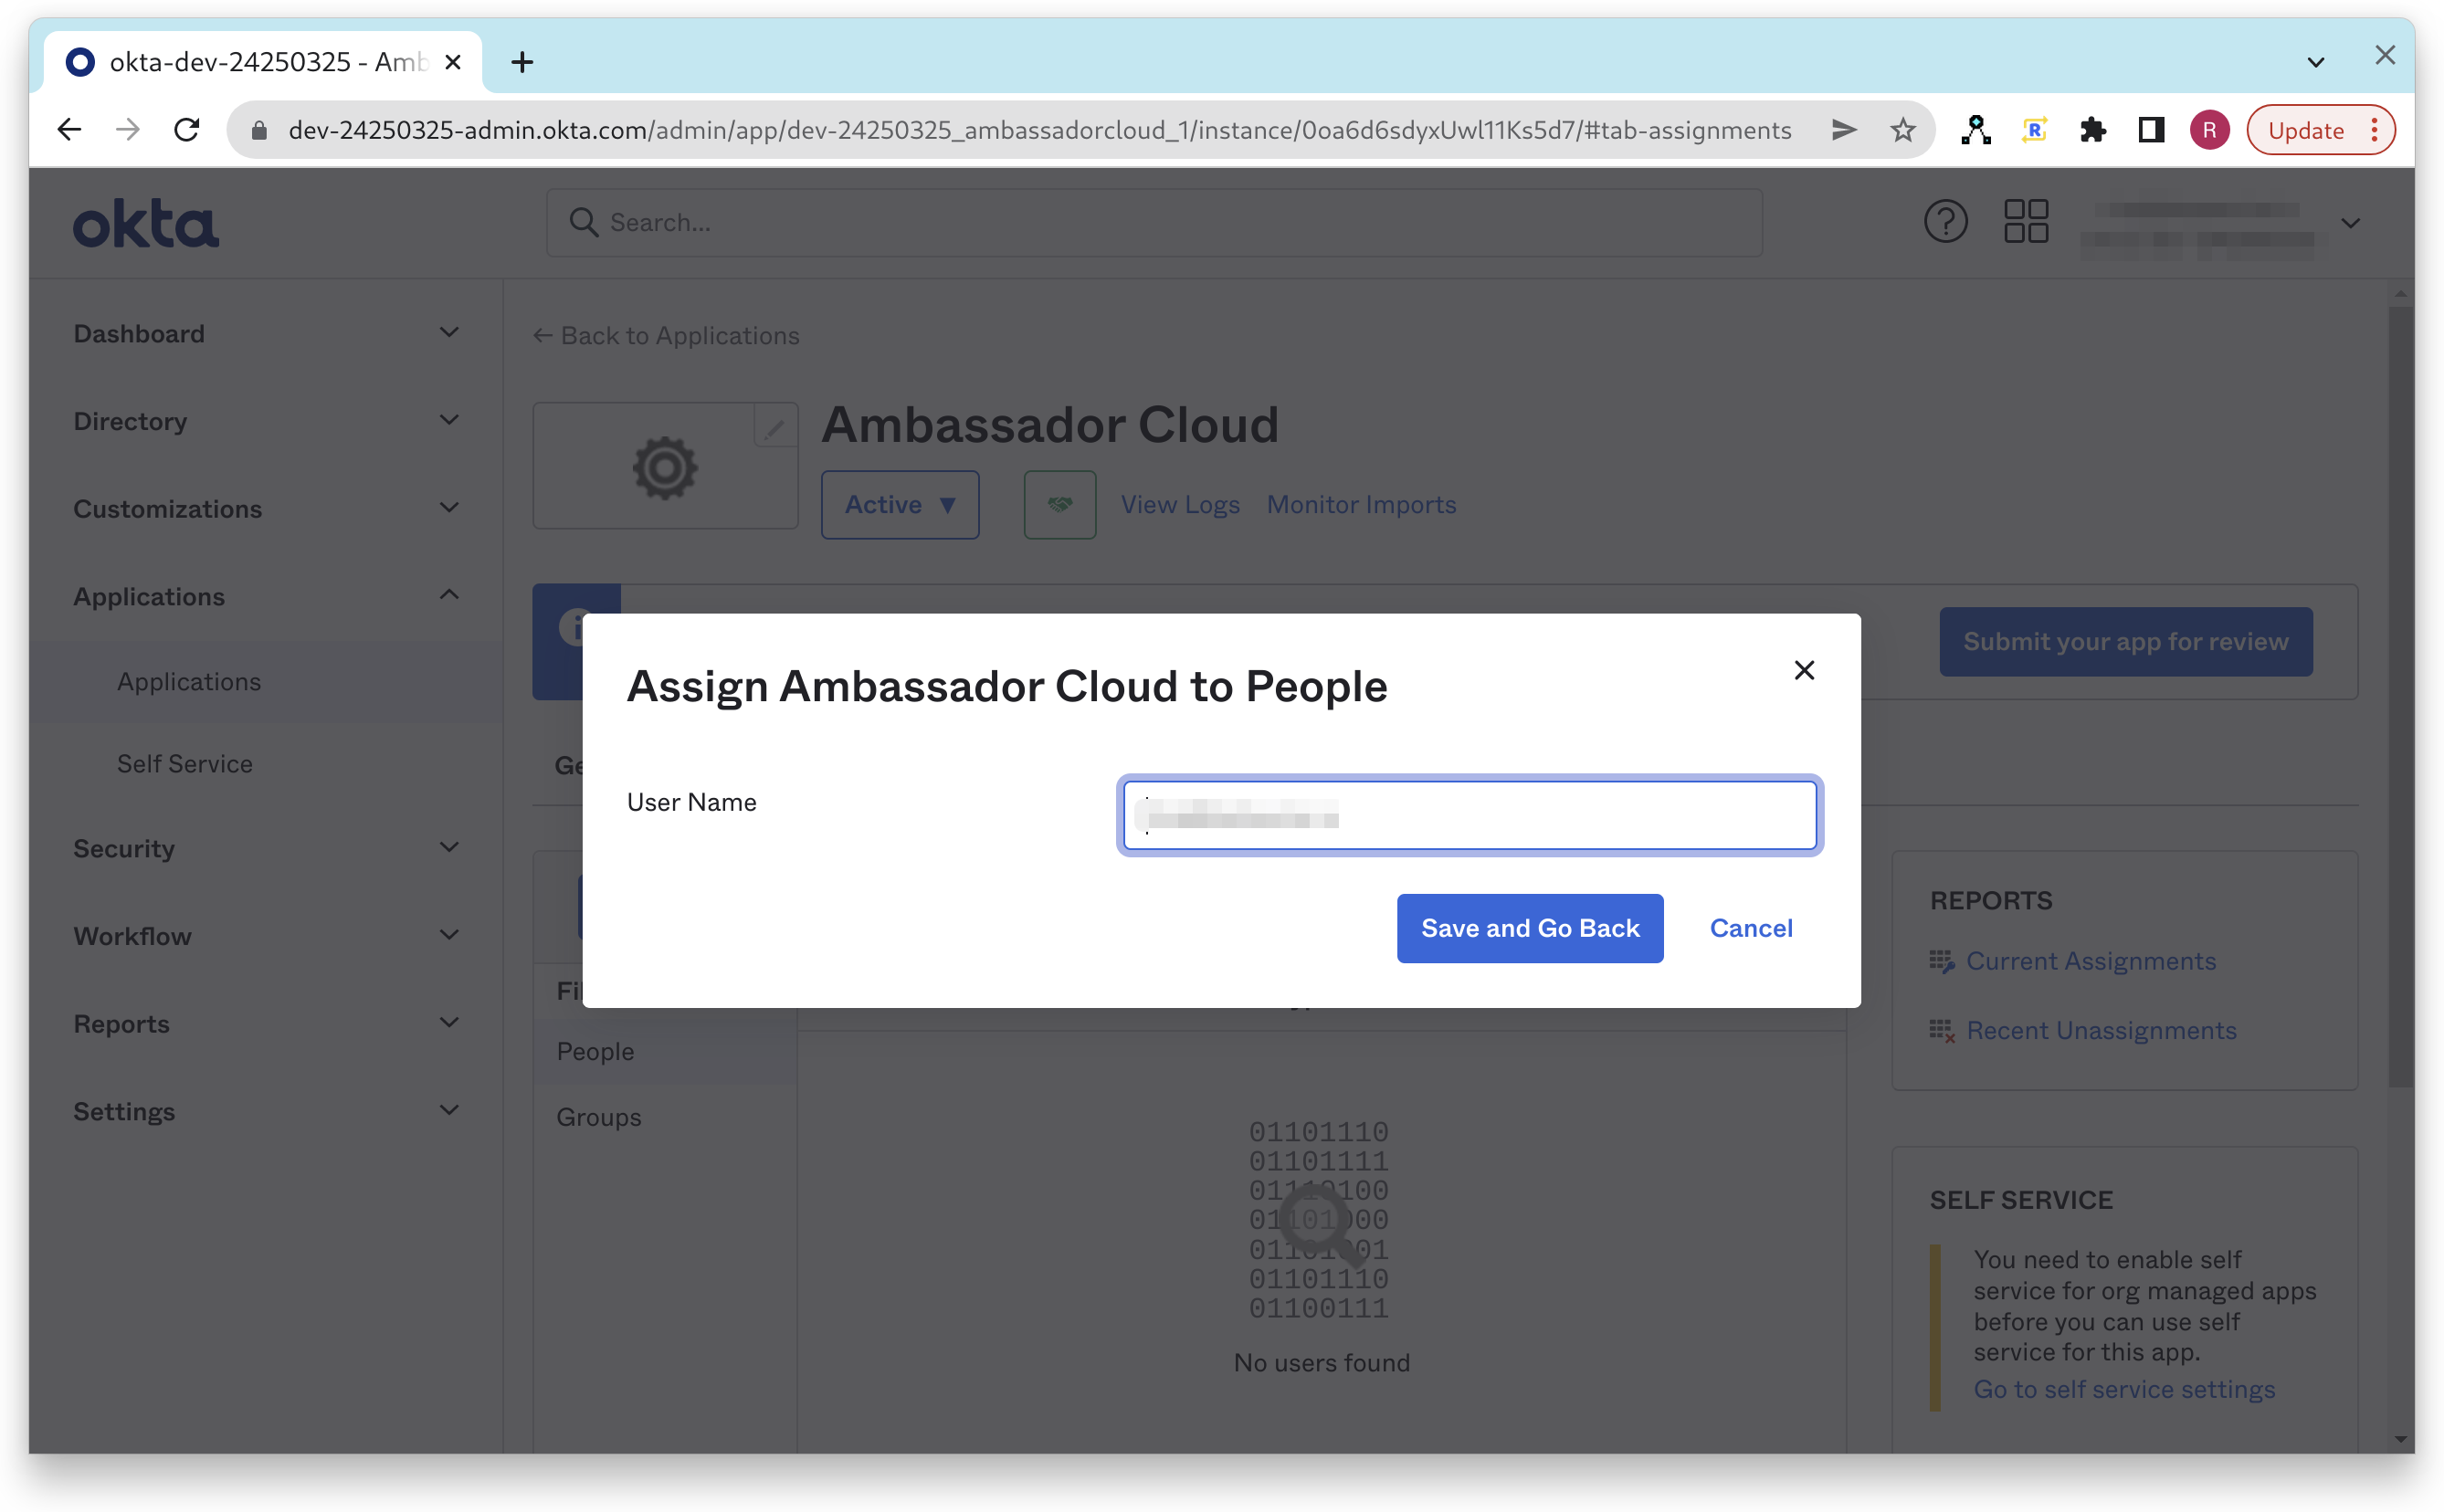 okta-dev-24250325 - Amb
dev-24250325-admin.okta.com/admin/app/dev-24250325_ambassadorcloud_1/instance/0oa6d6sdyxUwl11Ks5d7/#tab-assignments
R
R
Update
okta
Search...
Dashboard
Directory
Customizations
Applications
Applications
Self Service
Security
Workflow
Reports
Settings
← Back to Applications
Ambassador Cloud
Active ▼
View Logs
Monitor Imports
Submit your app for review
Assign Ambassador Cloud to People
User Name
Save and Go Back
Cancel
Ge
Fil
People
Groups
01101110
01101111
01110100
01101000
01101001
01101110
01100111
No users found
REPORTS
Current Assignments
Recent Unassignments
SELF SERVICE
You need to enable self
service for org managed apps
before you can use self
service for this app.
Go to self service settings